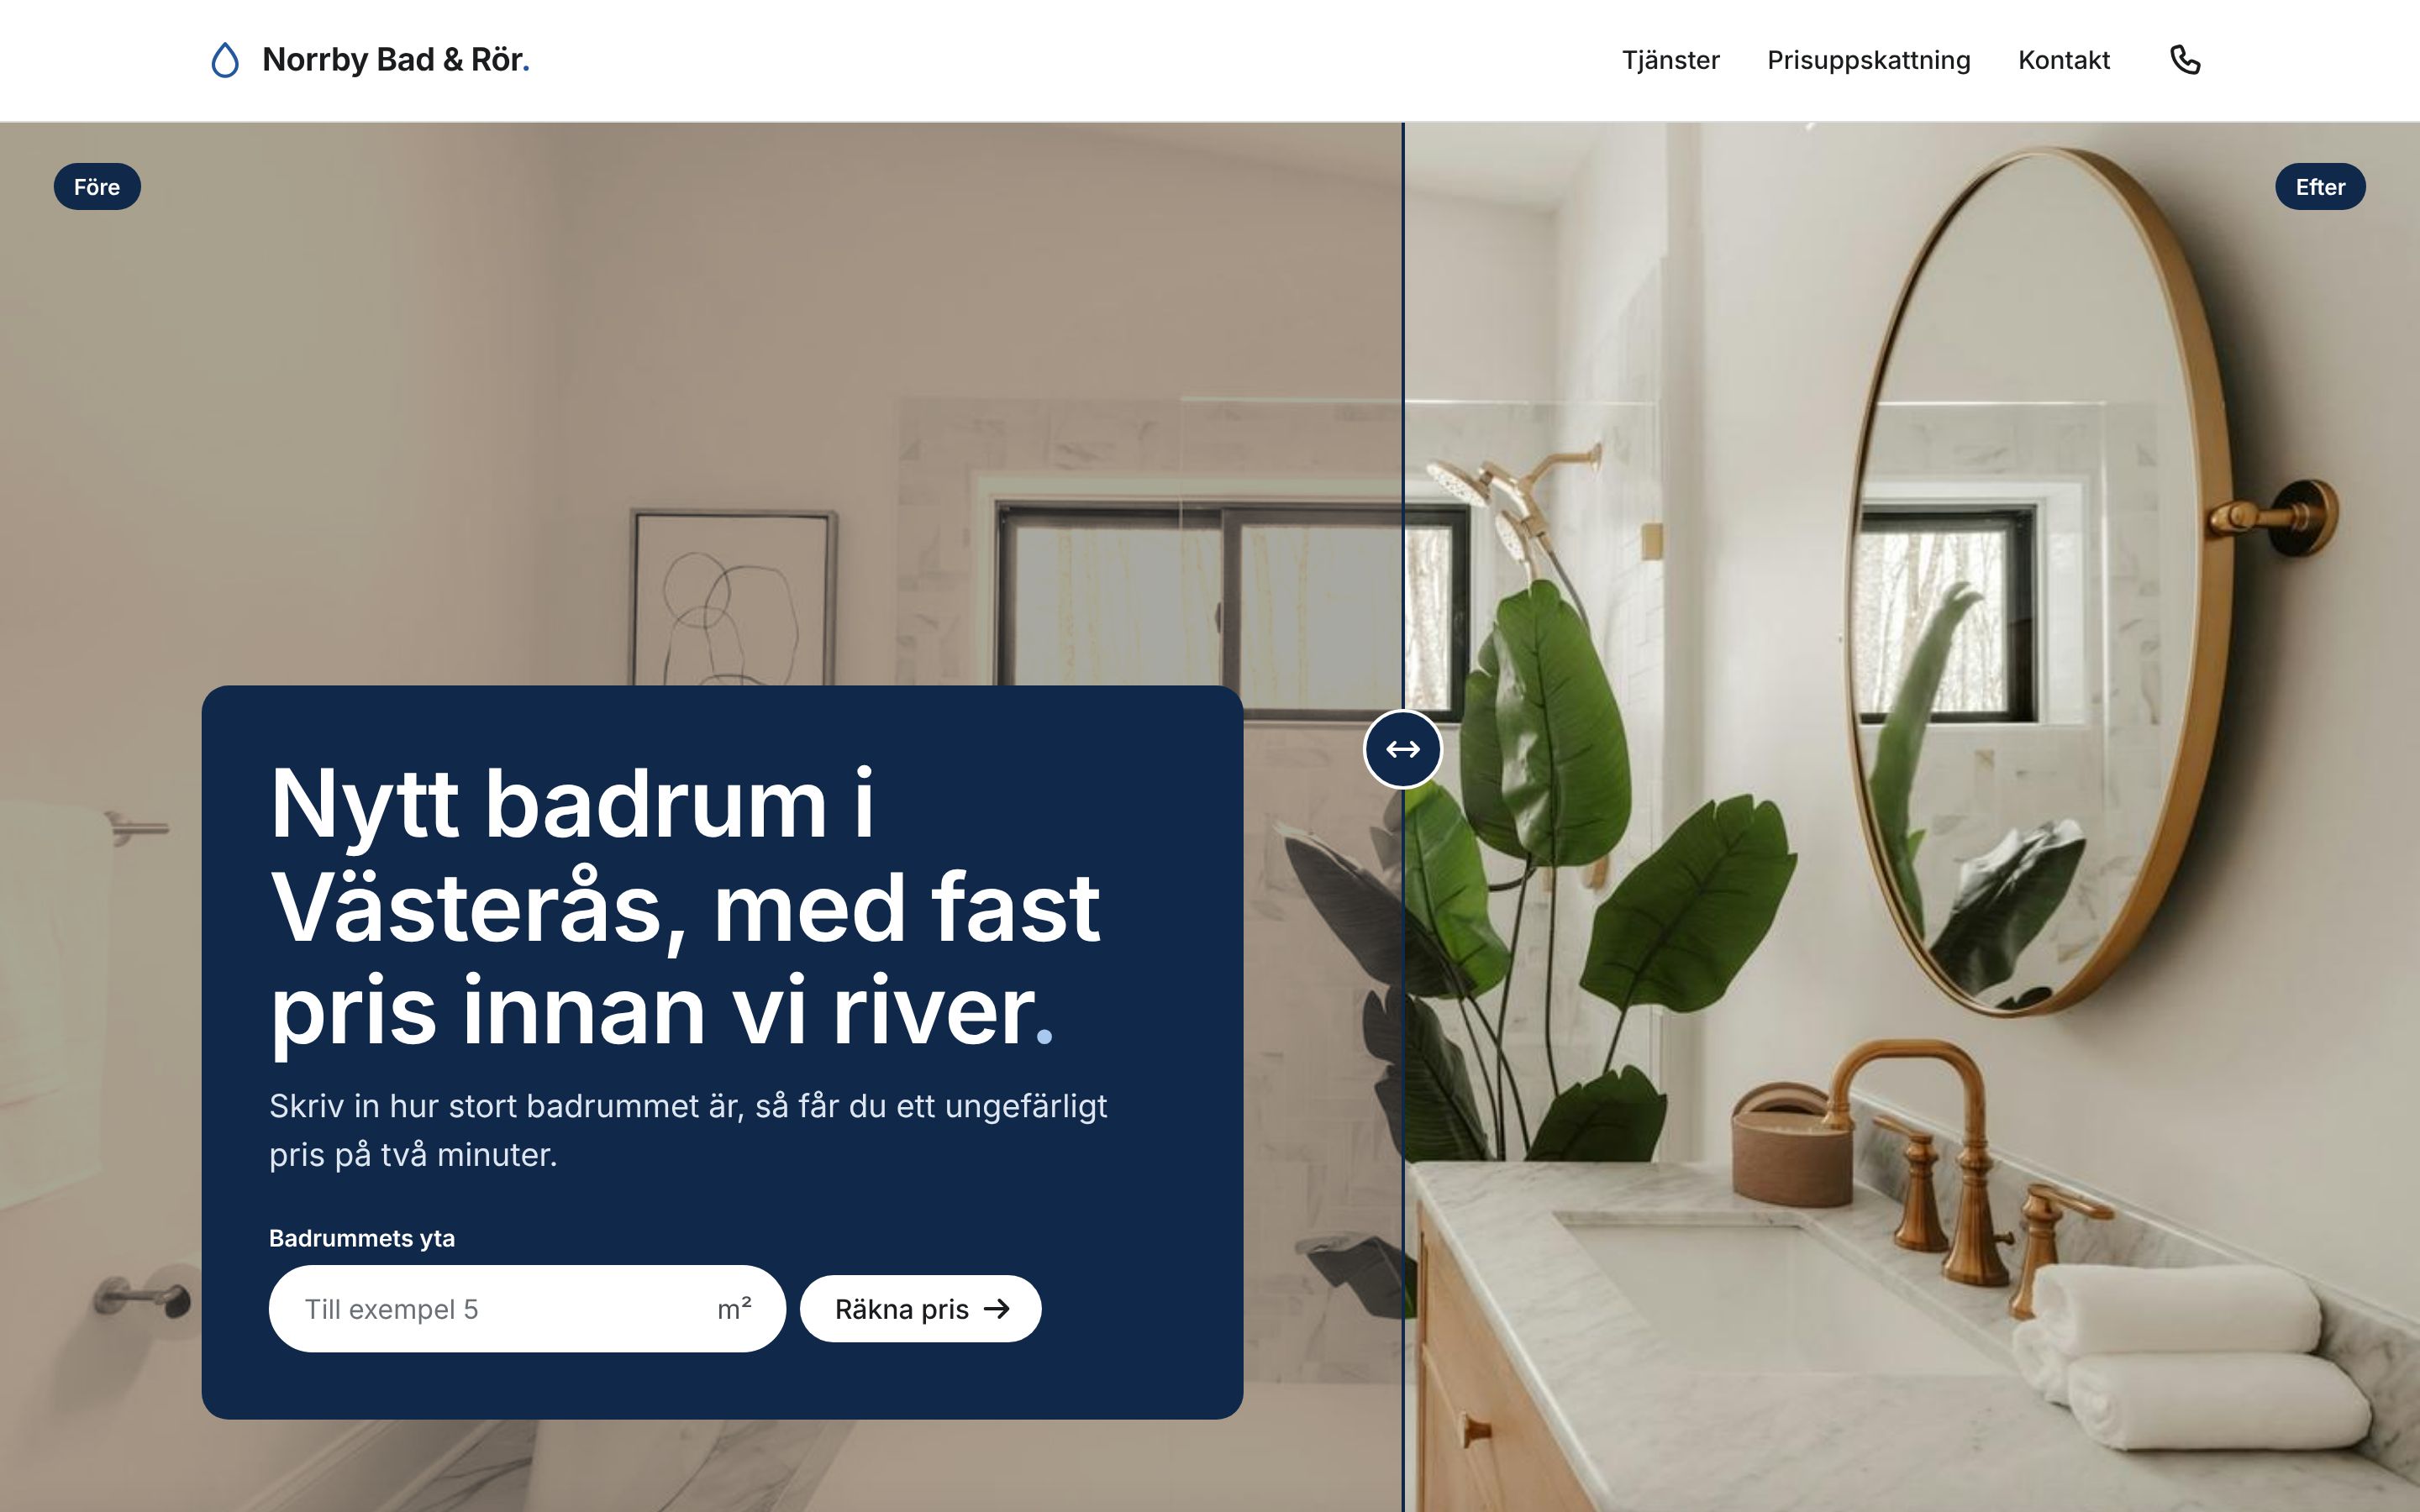 Norrby Bad & Rör.
Tjänster
Prisuppskattning
Kontakt
Före
Efter
Nytt badrum i
Västerås, med fast
pris innan vi river.
Skriv in hur stort badrummet är, så får du ett ungefärligt
pris på två minuter.
Badrummets yta
Till exempel 5
m²
Räkna pris